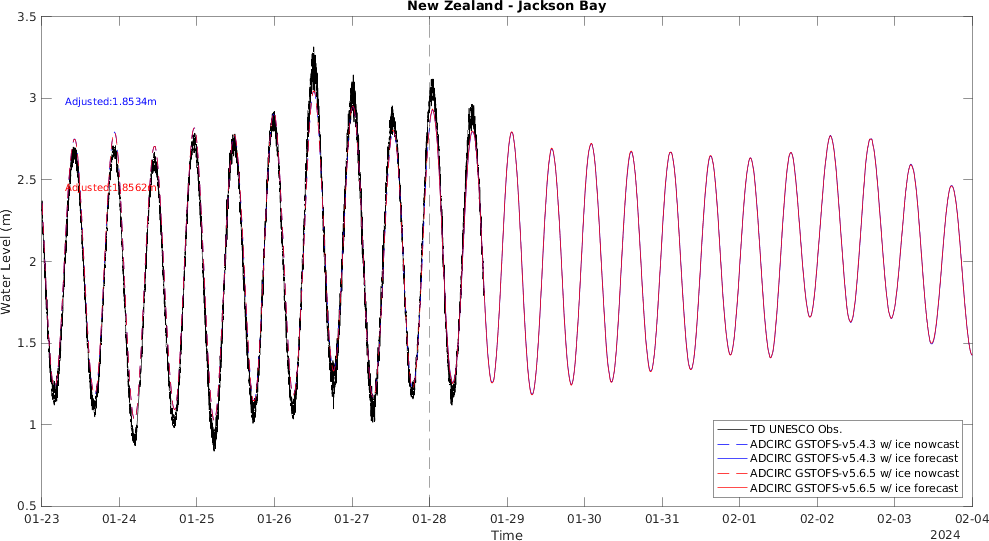 New Zealand - Jackson Bay
3.5
3
2.5
2
1.5
1
0.5
Water Level (m)
Adjusted:1.8534m
Adjusted:1.8562m
TD UNESCO Obs.
ADCIRC GSTOFS-v5.4.3 w/ ice nowcast
ADCIRC GSTOFS-v5.4.3 w/ ice forecast
ADCIRC GSTOFS-v5.6.5 w/ ice nowcast
ADCIRC GSTOFS-v5.6.5 w/ ice forecast
01-23 01-24 01-25 01-26 01-27 01-28 01-29 01-30 01-31 02-01 02-02 02-03 02-04
Time
2024